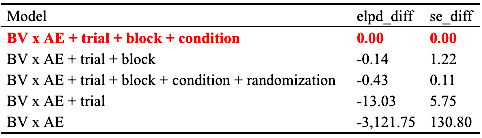 Model elpd_diff se_diff
BV x AE + trial + block + condition 0.00 0.00
BV x AE + trial + block -0.14 1.22
BV x AE + trial + block + condition + randomization -0.43 0.11
BV x AE + trial -13.03 5.75
BV x AE -3,121.75 130.80